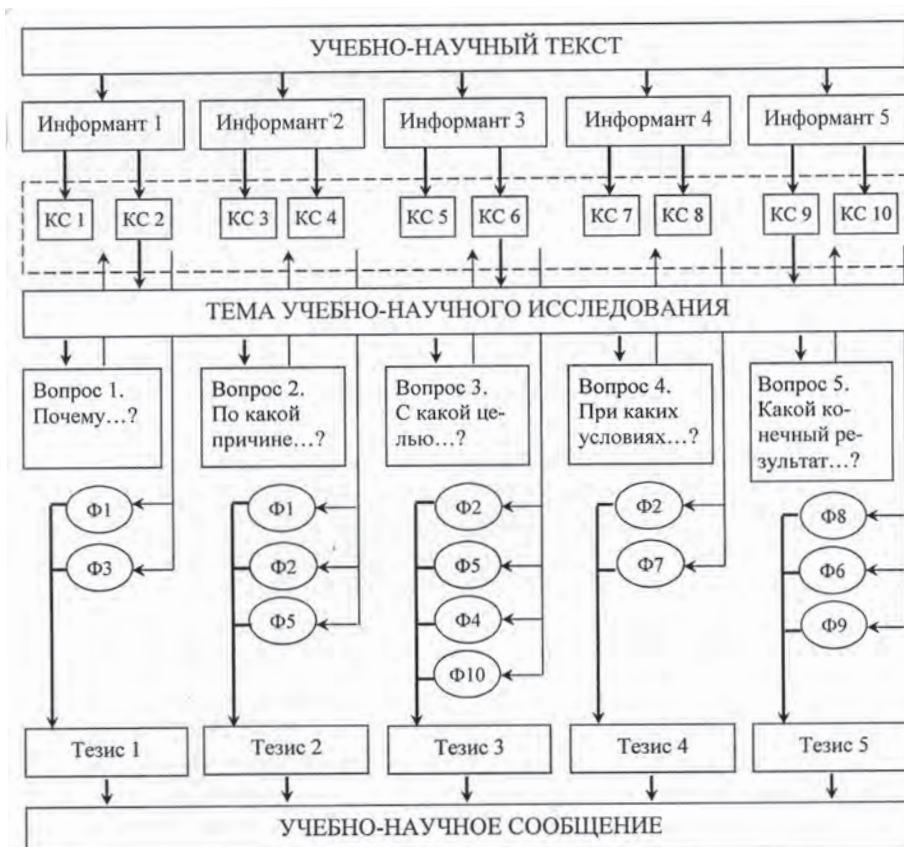 УЧЕБНО-НАУЧНЫЙ ТЕКСТ
Информант 1
Информант 2
Информант 3
Информант 4
Информант 5
КС 1
КС 2
КС 3
КС 4
КС 5
КС 6
КС 7
КС 8
КС 9
КС 10
ТЕМА УЧЕБНО-НАУЧНОГО ИССЛЕДОВАНИЯ
Вопрос 1.
Почему…?
Вопрос 2.
По какой
причине…?
Вопрос 3.
С какой це-
лью…?
Вопрос 4.
При каких
условиях…?
Вопрос 5.
Какой ко-
нечный ре-
зультат…?
Ф1
Ф3
Ф1
Ф2
Ф5
Ф2
Ф5
Ф4
Ф10
Ф2
Ф7
Ф8
Ф6
Ф9
Тезис 1
Тезис 2
Тезис 3
Тезис 4
Тезис 5
УЧЕБНО-НАУЧНОЕ СООБЩЕНИЕ